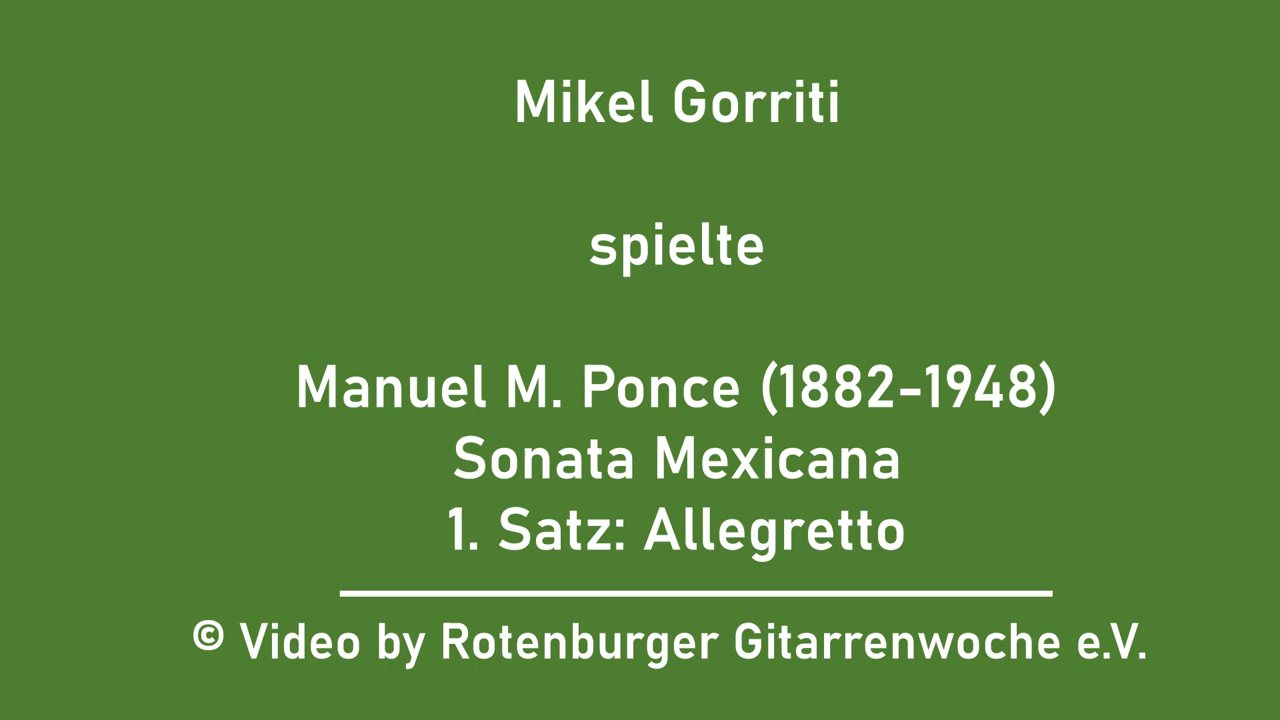 Mikel Gorriti
spielte
Manuel M. Ponce (1882-1948)
Sonata Mexicana
1. Satz: Allegretto
© Video by Rotenburger Gitarrenwoche e.V.